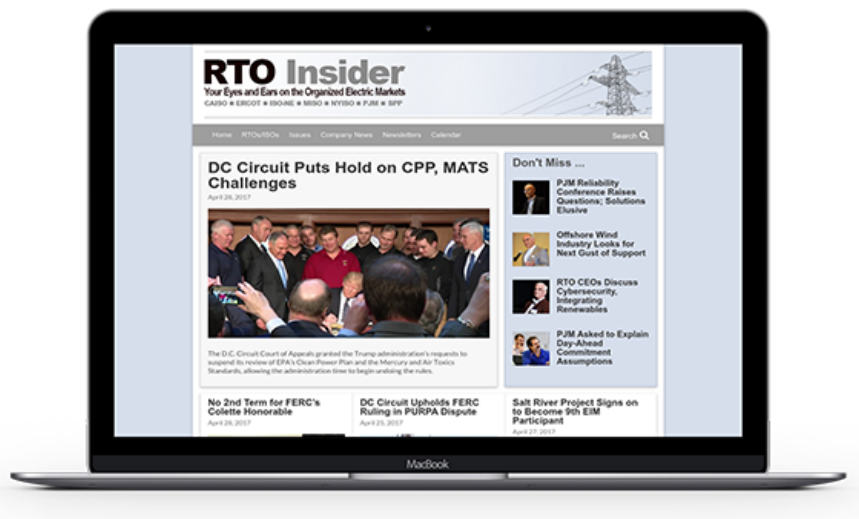 RTO Insider
Your Eyes and Ears on the Organized Electric Markets
CAISO ■ ERCOT ■ ISO-NE ■ MISO ■ NYISO ■ PJM ■ SPP
Home RTOs/ISOs Issues Company News Newsletters Calendar Search
DC Circuit Puts Hold on CPP, MATS
Challenges
April 28, 2017
The D.C. Circuit Court of Appeals granted the Trump administration's requests to
suspend its review of EPA's Clean Power Plan and the Mercury and Air Toxics
Standards, allowing the administration time to begin undoing the rules.
Don't Miss ...
PJM Reliability
Conference Raises
Questions; Solutions
Elusive
Offshore Wind
Industry Looks for
Next Gust of Support
RTO CEOs Discuss
Cybersecurity,
Integrating
Renewables
PJM Asked to Explain
Day-Ahead
Commitment
Assumptions
No 2nd Term for FERC's
Colette Honorable
April 28, 2017
DC Circuit Upholds FERC
Ruling in PURPA Dispute
April 25, 2017
Salt River Project Signs on
to Become 9th EIM
Participant
April 27, 2017
MacBook